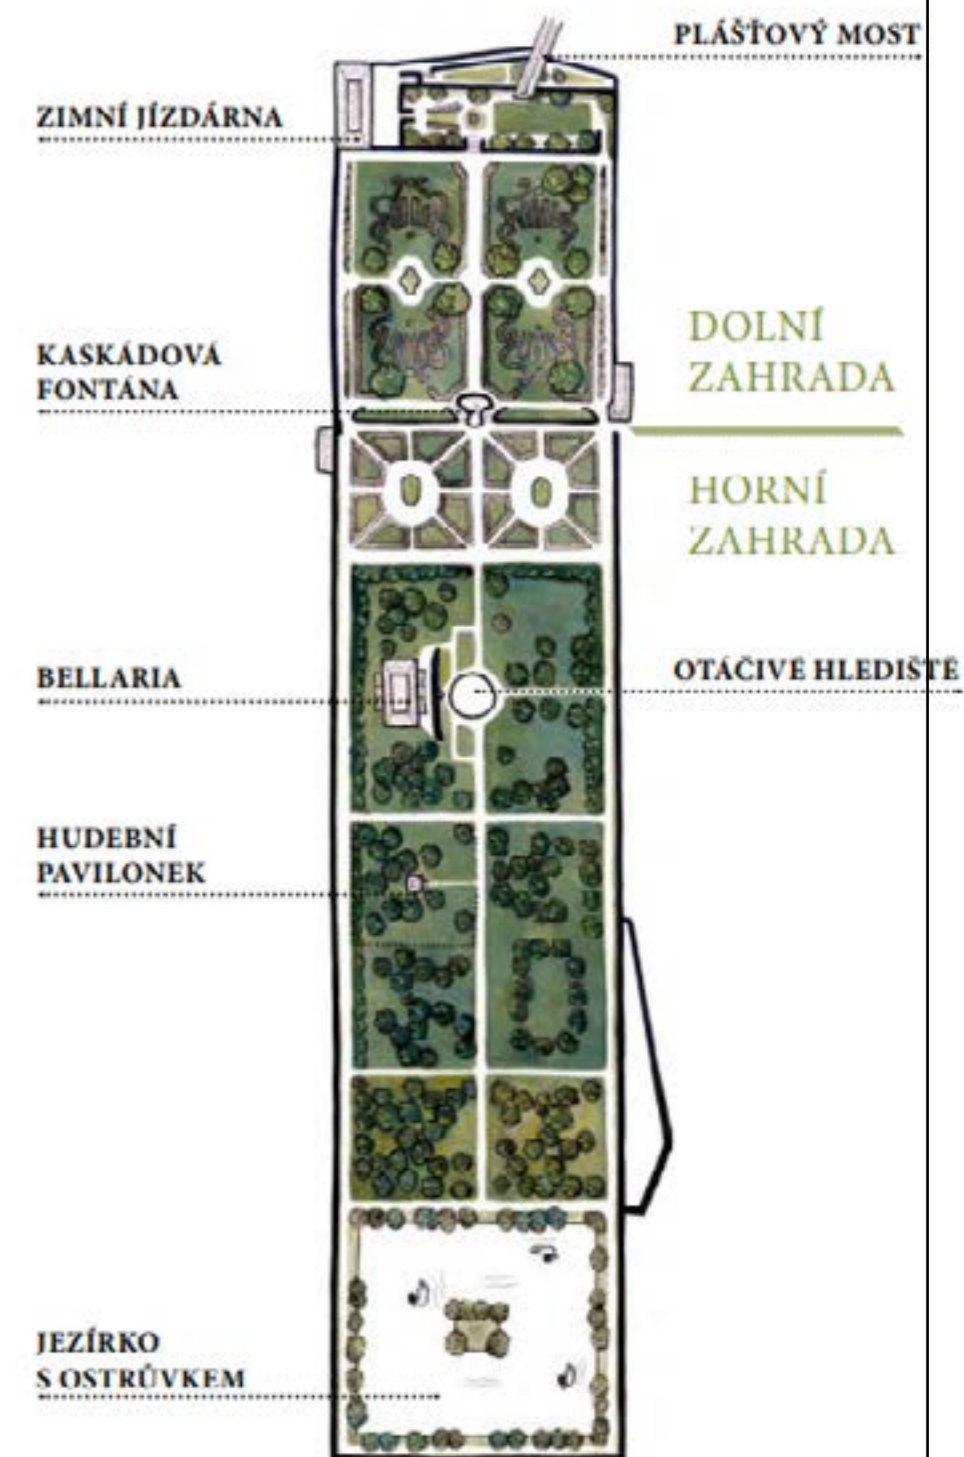 PLÁŠŤOVÝ MOST
ZIMNÍ JÍZDÁRNA
DOLNÍ
ZAHRADA
KASKÁDOVÁ
FONTÁNA
HORNÍ
ZAHRADA
OTÁČIVÉ HLEDIŠTĚ
BELLARIA
HUDEBNÍ
PAVILONEK
JEZÍRKO
S OSTRŮVKEM